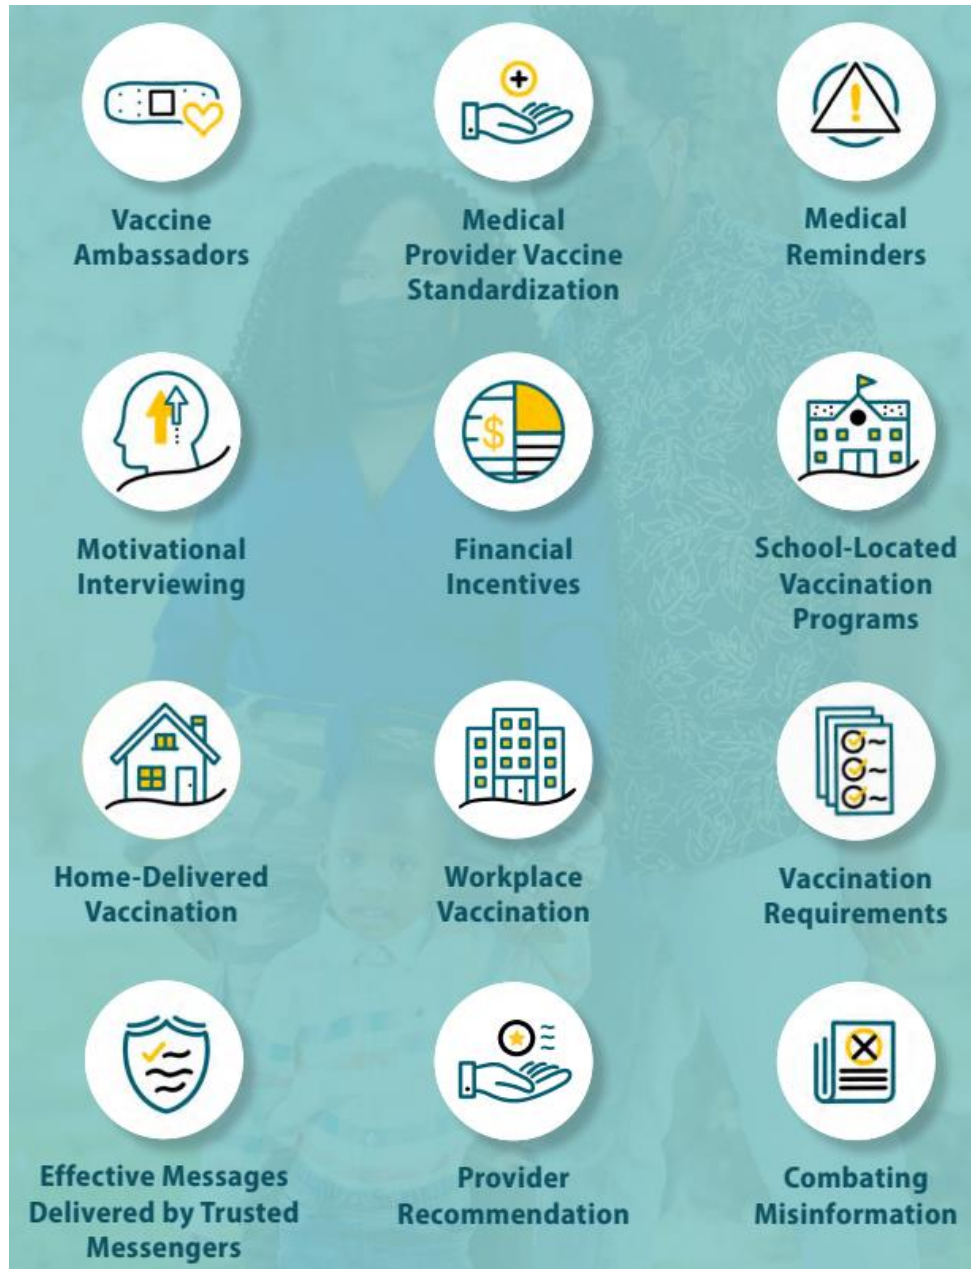 Vaccine
Ambassadors
Medical
Provider Vaccine
Standardization
Medical
Reminders
Motivational
Interviewing
Financial
Incentives
School-Located
Vaccination
Programs
Home-Delivered
Vaccination
Workplace
Vaccination
Vaccination
Requirements
Effective Messages
Delivered by Trusted
Messengers
Provider
Recommendation
Combating
Misinformation